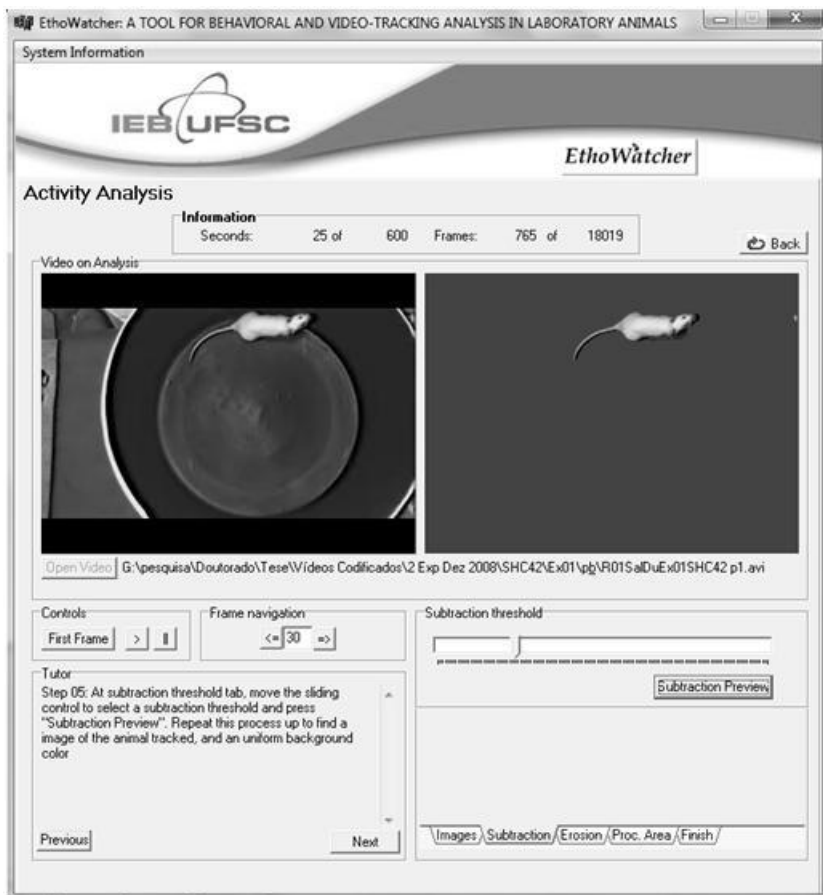 EthoWatcher: A TOOL FOR BEHAVIORAL AND VIDEO-TRACKING ANALYSIS IN LABORATORY ANIMALS
System Information
IEB UFSC
EthoWatcher
Activity Analysis
Information
Seconds: 25 of 600 Frames: 765 of 18019
Back
Video on Analysis
Open Video G:\pesquisa\Doutorado\Tese\Vídeos Codificados\2 Exp Dez 2008\SHC42\Ex01\pb\R01SalDuEx01SHC42 p1.avi
Controls
First Frame > ||
Frame navigation
<= 30 =>
Subtraction threshold
Subtraction Preview
Tutor
Step 05: At subtraction threshold tab, move the sliding
control to select a subtraction threshold and press
"Subtraction Preview". Repeat this process up to find a
image of the animal tracked, and an uniform background
color
Previous
Next
Images Subtraction Erosion Proc. Area Finish